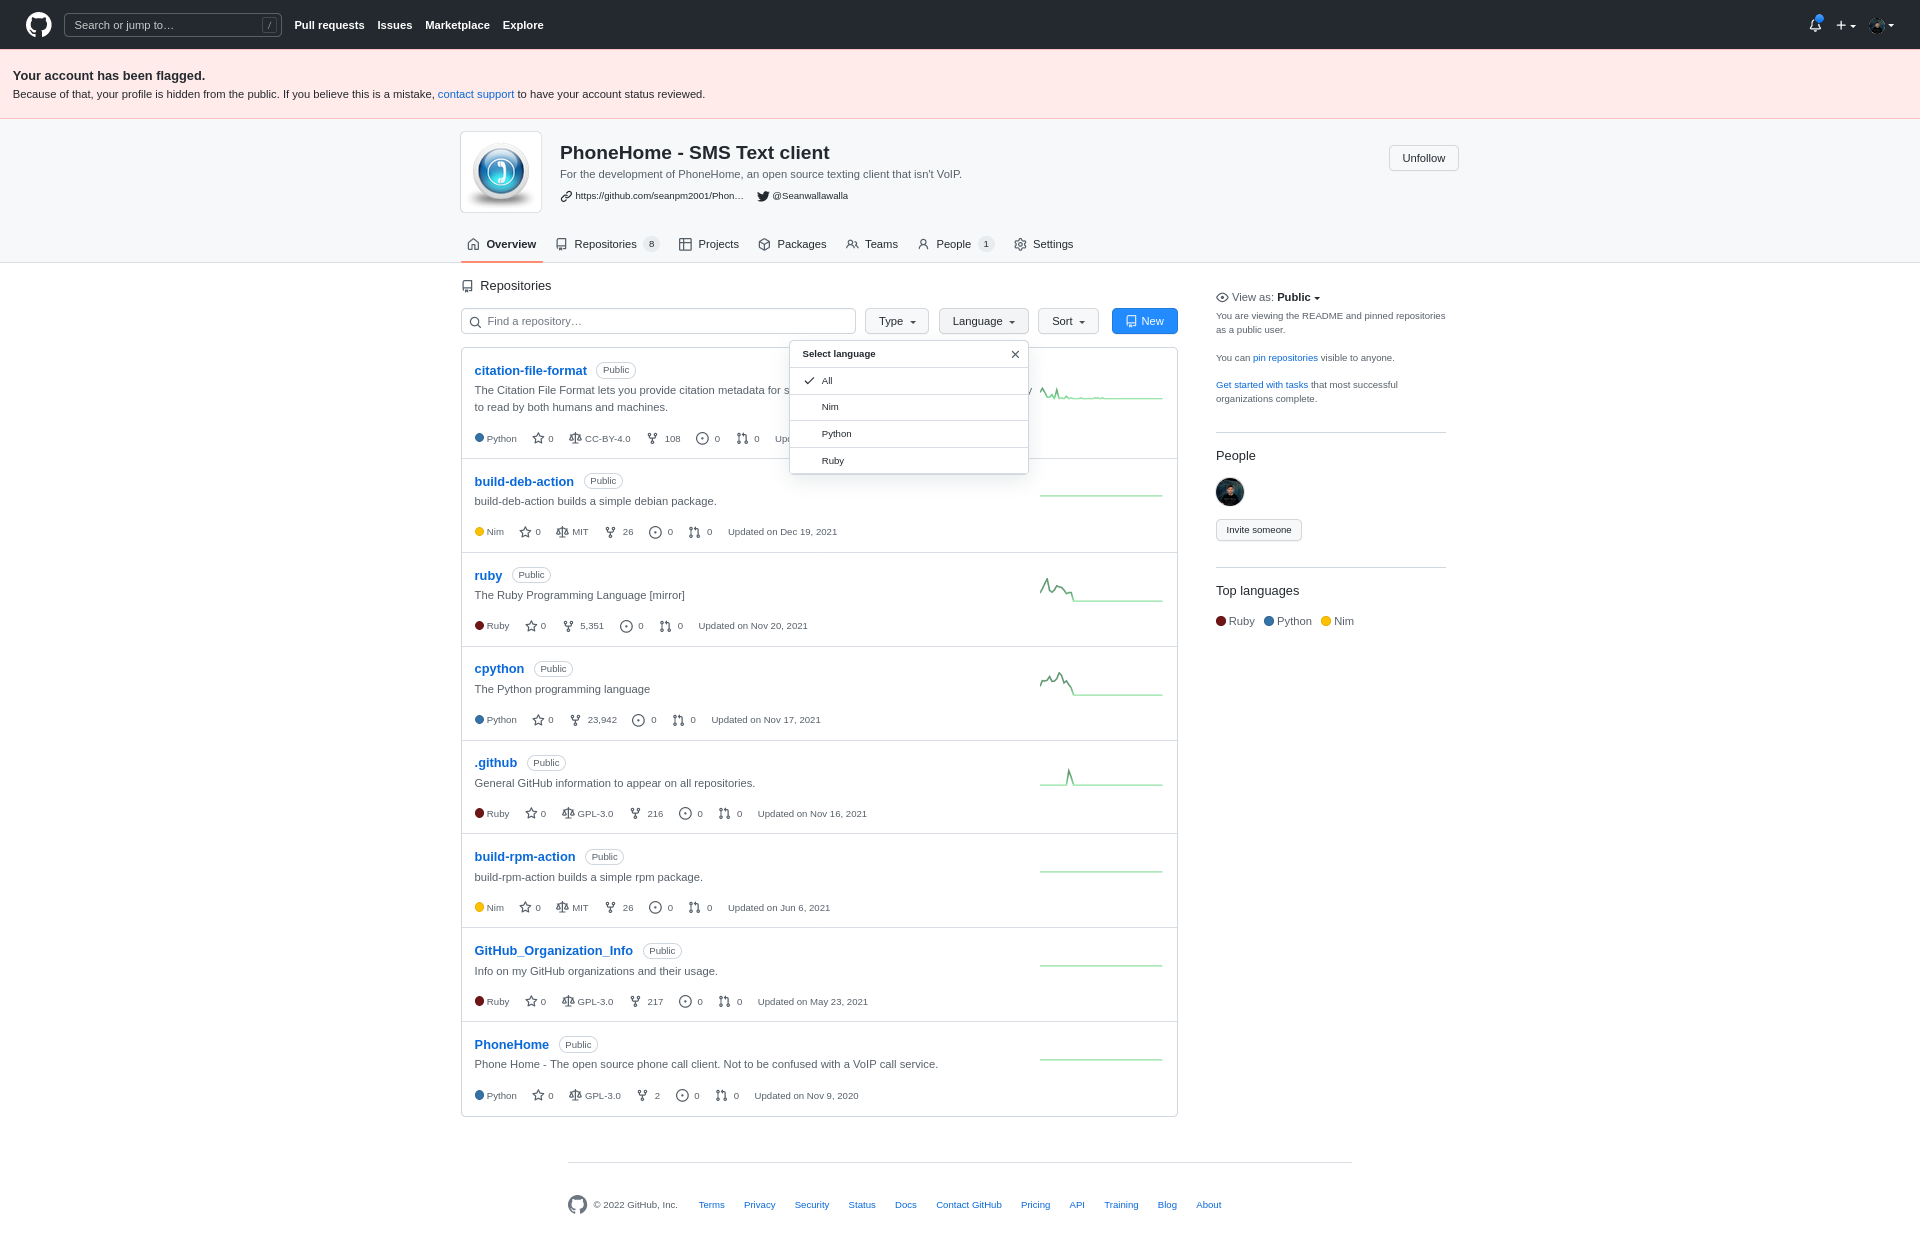 Search or jump to…
/
Pull requests
Issues
Marketplace
Explore
Your account has been flagged.
Because of that, your profile is hidden from the public. If you believe this is a mistake, contact support to have your account status reviewed.
PhoneHome - SMS Text client
For the development of PhoneHome, an open source texting client that isn't VoIP.
https://github.com/seanpm2001/Phon…
@Seanwallawalla
Unfollow
Overview
Repositories 8
Projects
Packages
Teams
People 1
Settings
Repositories
Find a repository…
Type
Language
Sort
New
Select language
All
Nim
Python
Ruby
citation-file-format Public
The Citation File Format lets you provide citation metadata for s
y
to read by both humans and machines.
Python 0 CC-BY-4.0 108 0 0
build-deb-action Public
build-deb-action builds a simple debian package.
Nim 0 MIT 26 0 0 Updated on Dec 19, 2021
ruby Public
The Ruby Programming Language [mirror]
Ruby 0 5,351 0 0 Updated on Nov 20, 2021
cpython Public
The Python programming language
Python 0 23,942 0 0 Updated on Nov 17, 2021
.github Public
General GitHub information to appear on all repositories.
Ruby 0 GPL-3.0 216 0 0 Updated on Nov 16, 2021
build-rpm-action Public
build-rpm-action builds a simple rpm package.
Nim 0 MIT 26 0 0 Updated on Jun 6, 2021
GitHub_Organization_Info Public
Info on my GitHub organizations and their usage.
Ruby 0 GPL-3.0 217 0 0 Updated on May 23, 2021
PhoneHome Public
Phone Home - The open source phone call client. Not to be confused with a VoIP call service.
Python 0 GPL-3.0 2 0 0 Updated on Nov 9, 2020
View as: Public
You are viewing the README and pinned repositories
as a public user.
You can pin repositories visible to anyone.
Get started with tasks that most successful
organizations complete.
People
Invite someone
Top languages
Ruby Python Nim
© 2022 GitHub, Inc.
Terms
Privacy
Security
Status
Docs
Contact GitHub
Pricing
API
Training
Blog
About